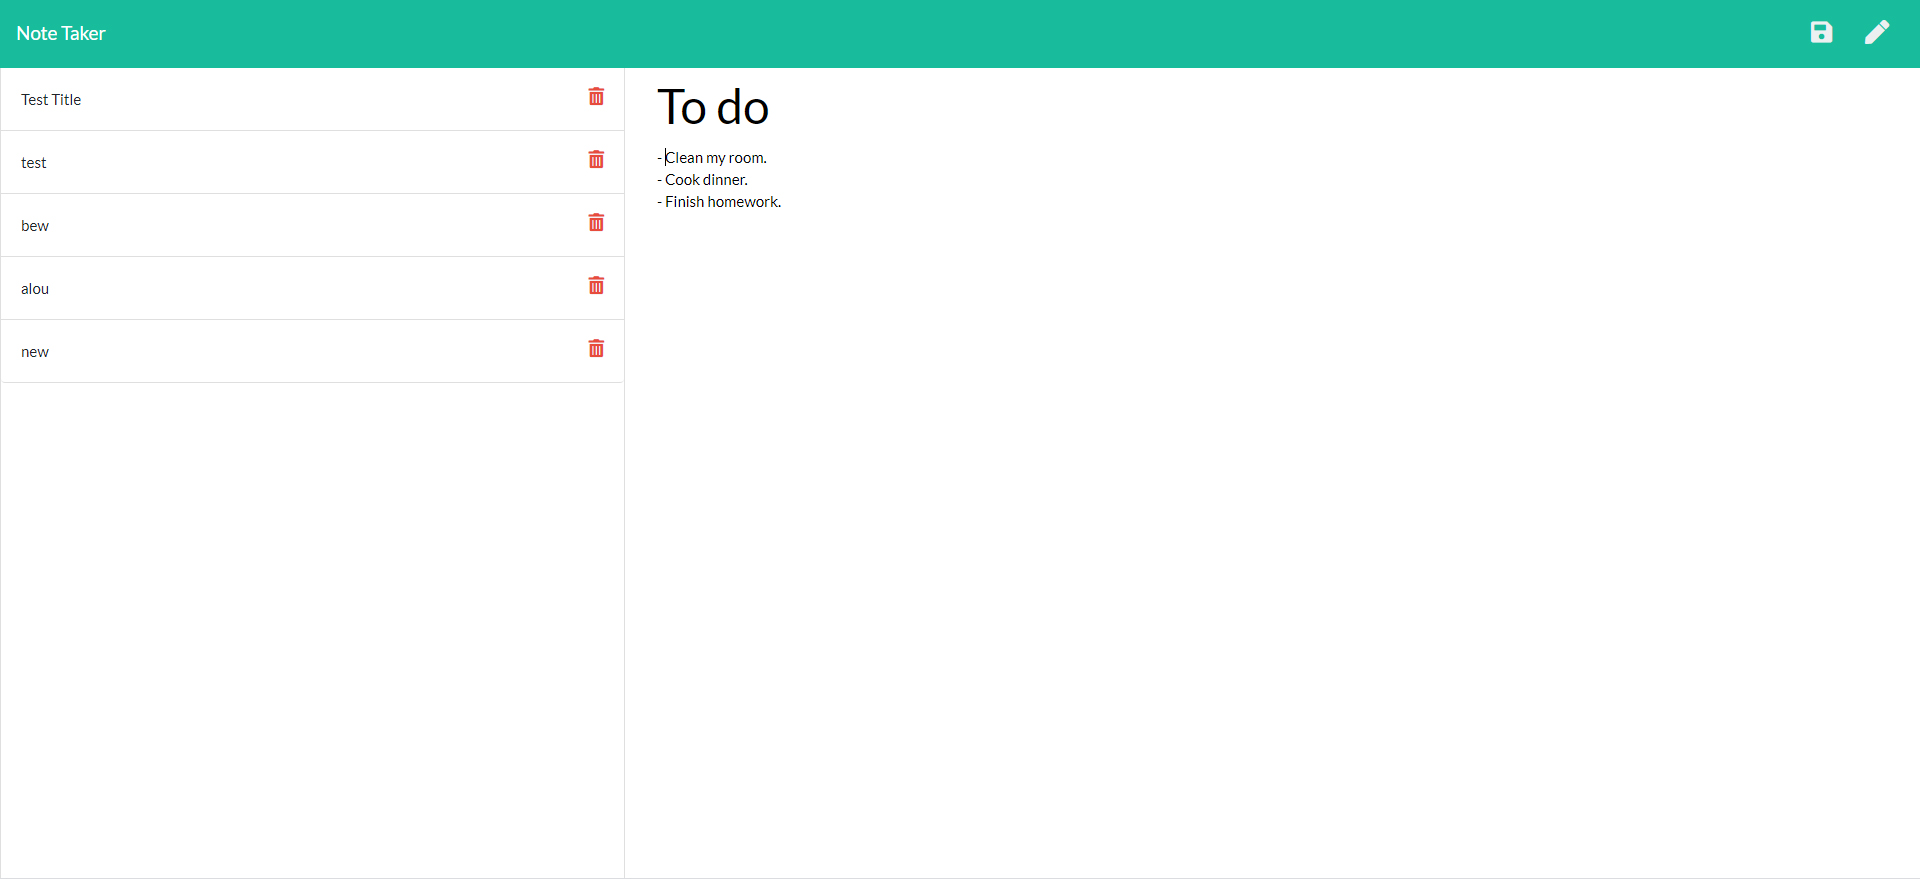 Note Taker
Test Title
test
bew
alou
new
To do
- Clean my room.
- Cook dinner.
- Finish homework.